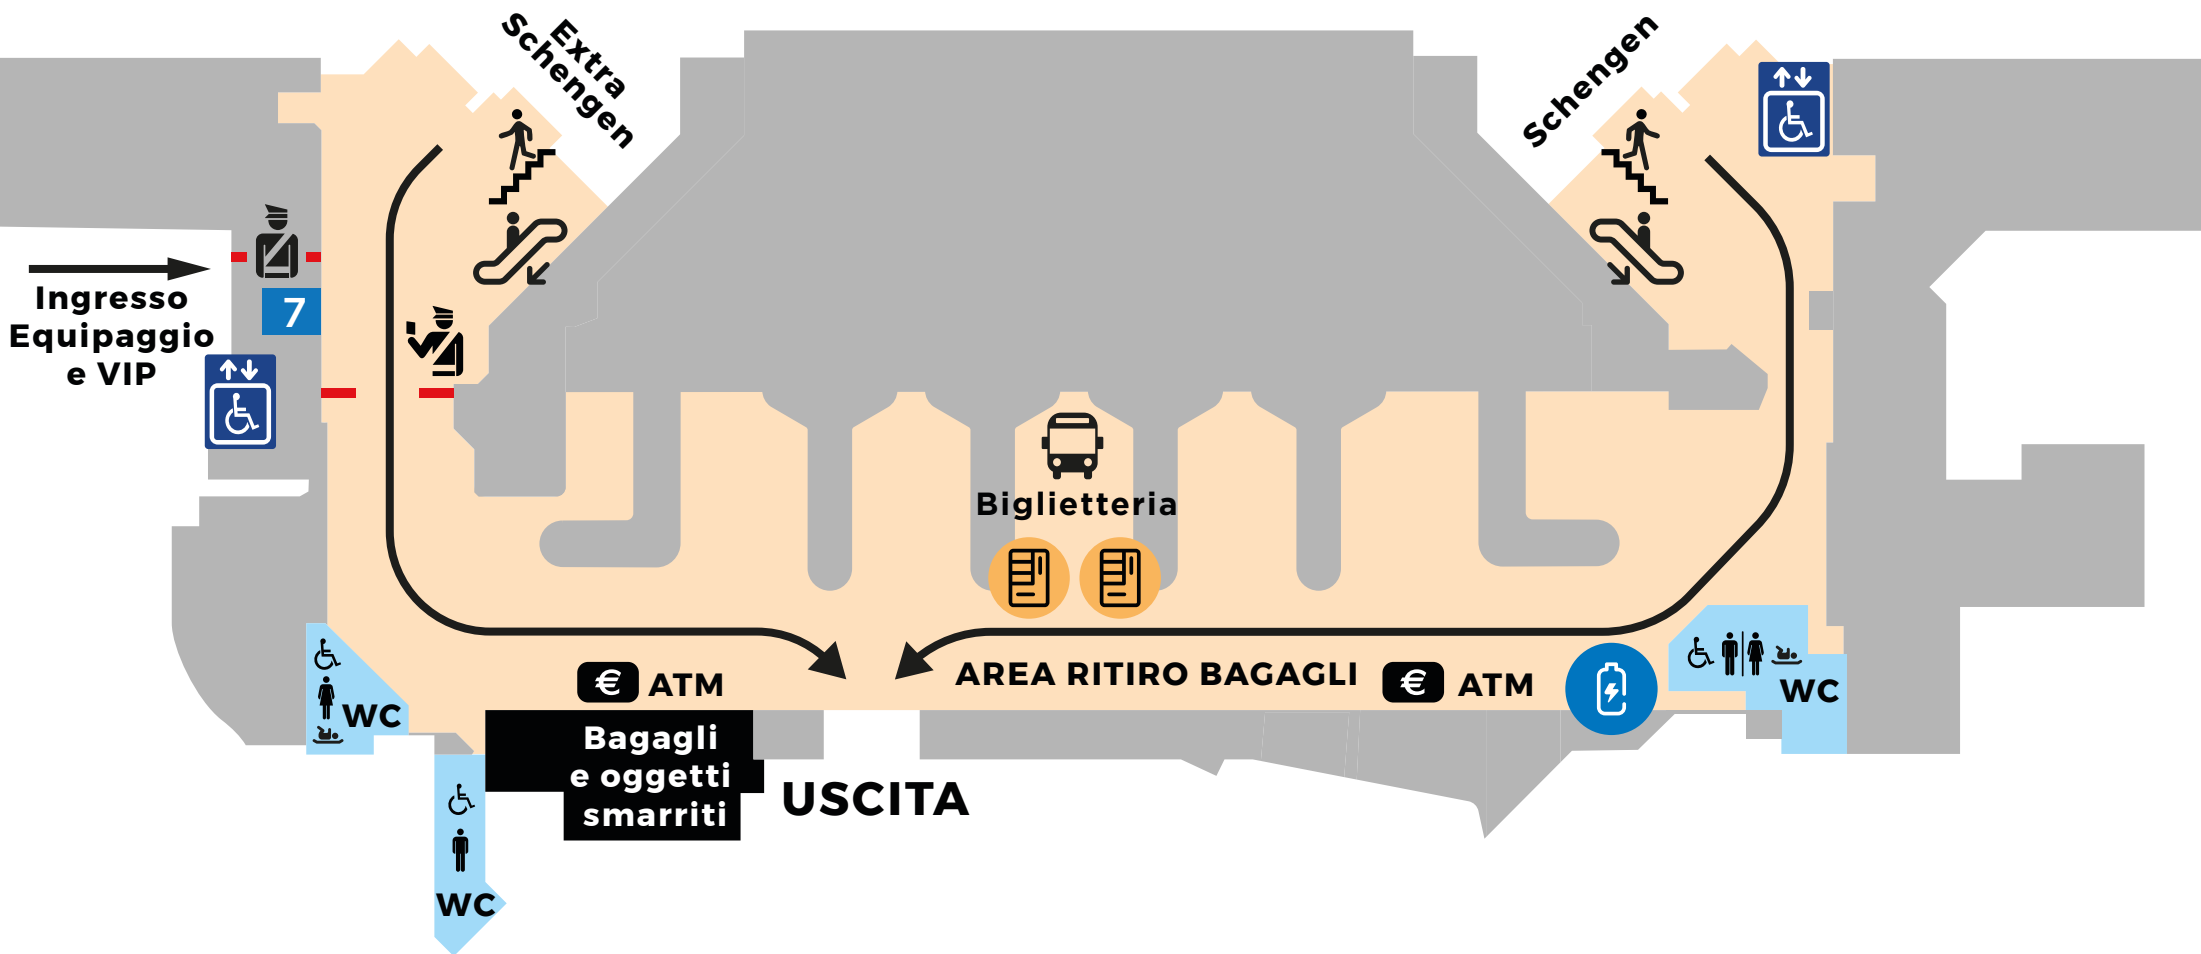 Extra
Schengen
Schengen
Ingresso
Equipaggio
e VIP
7
Biglietteria
€ ATM
AREA RITIRO BAGAGLI
€ ATM
WC
WC
Bagagli
e oggetti
smarriti
USCITA
WC